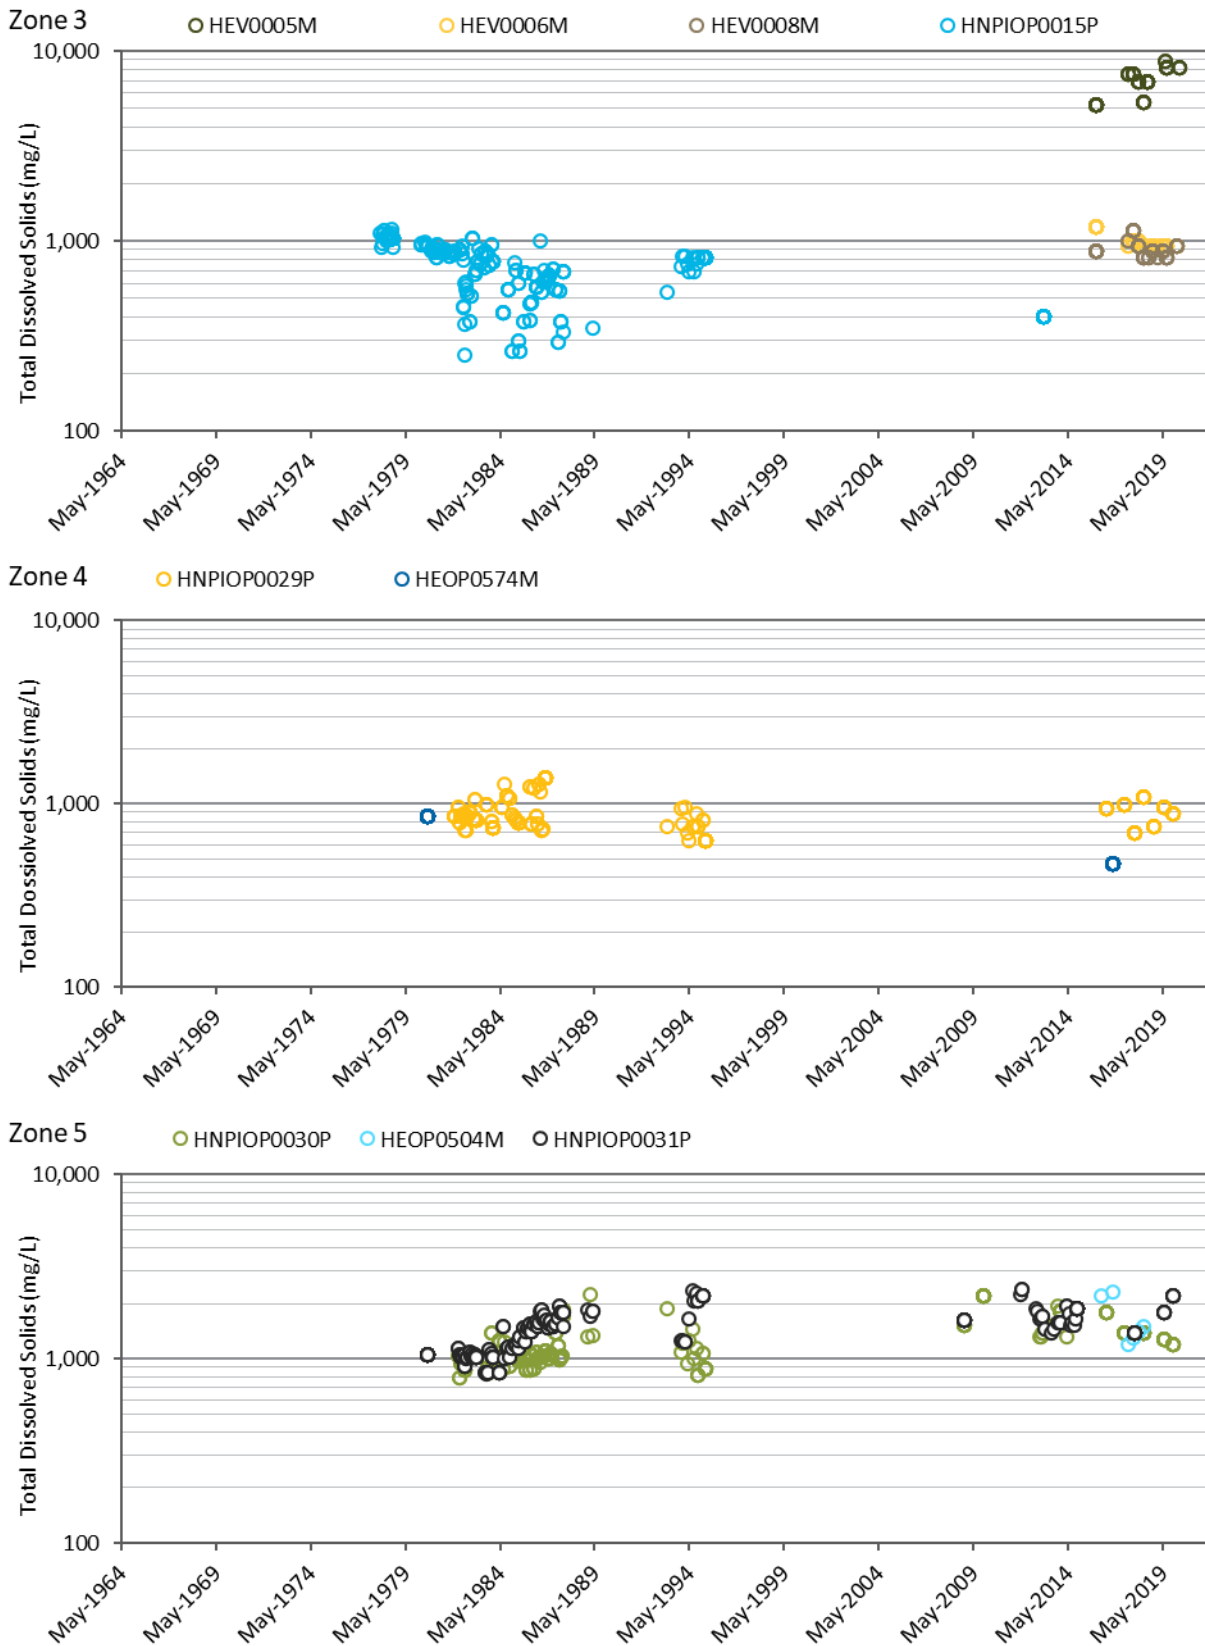 Zone 3
HEV0005M HEV0006M HEV0008M HNPIOP0015P
10,000
1,000
100
Total Dissolved Solids (mg/L)
May-1964 May-1969 May-1974 May-1979 May-1984 May-1989 May-1994 May-1999 May-2004 May-2009 May-2014 May-2019
Zone 4
HNPIOP0029P HEOP0574M
10,000
1,000
100
Total Dossiolved Solids (mg/L)
May-1964 May-1969 May-1974 May-1979 May-1984 May-1989 May-1994 May-1999 May-2004 May-2009 May-2014 May-2019
Zone 5
HNPIOP0030P HEOP0504M HNPIOP0031P
10,000
1,000
100
Total Dissolved Solids (mg/L)
May-1964 May-1969 May-1974 May-1979 May-1984 May-1989 May-1994 May-1999 May-2004 May-2009 May-2014 May-2019